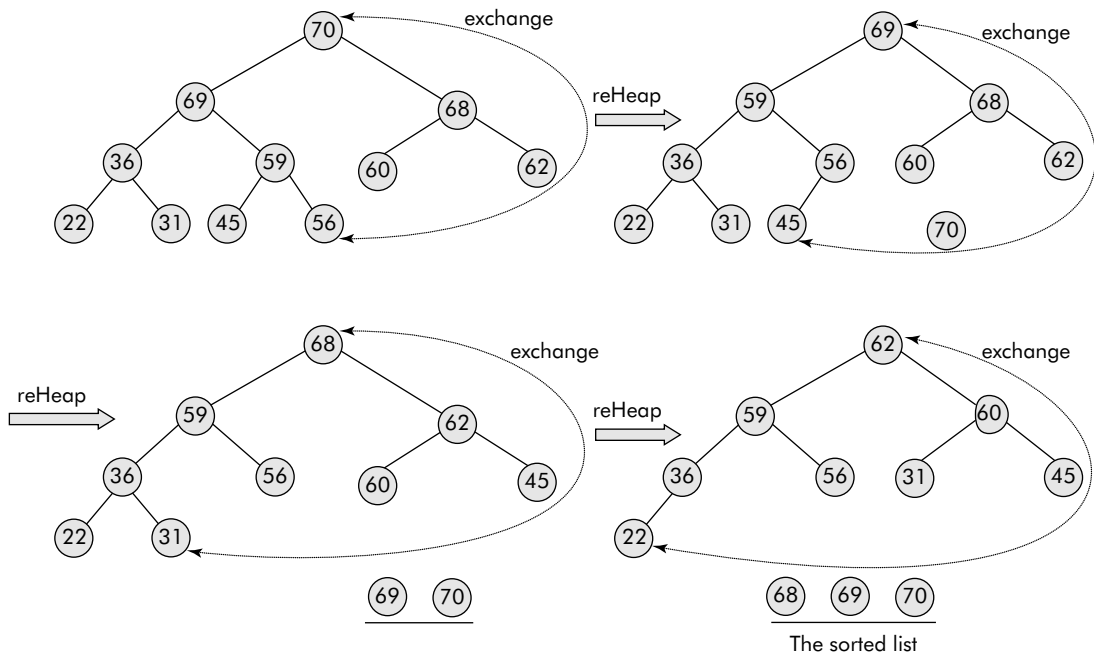 70 exchange
69 68
36 59 60 62
22 31 45 56
reHeap
69 exchange
59 68
36 56 60 62
22 31 45 70
reHeap
68 exchange
59 62
36 56 60 45
22 31
69 70
reHeap
62 exchange
59 60
36 56 31 45
22
68 69 70
The sorted list